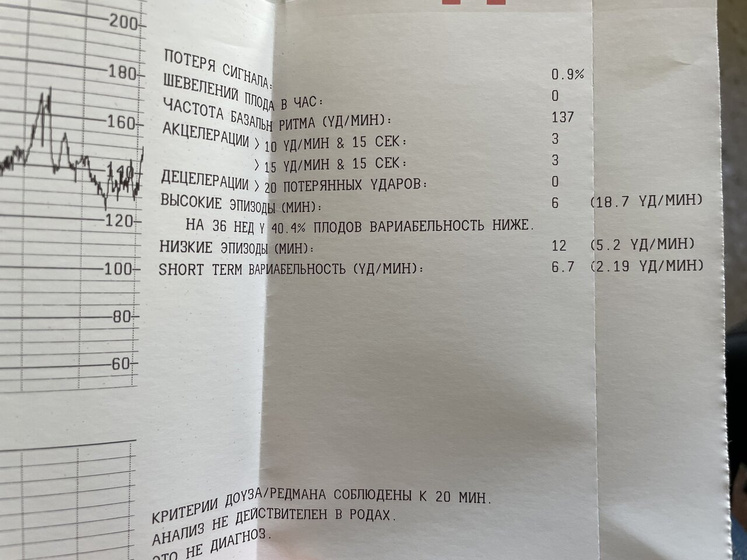 200
180
160
140
120
100
80
60
ПОТЕРЯ СИГНАЛА: 0.9%
ШЕВЕЛЕНИЙ ПЛОДА В ЧАС: 0
ЧАСТОТА БАЗАЛЬН РИТМА (УД/МИН): 137
АКЦЕЛЕРАЦИИ > 10 УД/МИН & 15 СЕК: 3
> 15 УД/МИН & 15 СЕК: 3
ДЕЦЕЛЕРАЦИИ > 20 ПОТЕРЯННЫХ УДАРОВ: 0
ВЫСОКИЕ ЭПИЗОДЫ (МИН): 6 (18.7 УД/МИН)
НА 36 НЕД У 40.4% ПЛОДОВ ВАРИАБЕЛЬНОСТЬ НИЖЕ.
НИЗКИЕ ЭПИЗОДЫ (МИН): 12 (5.2 УД/МИН)
SHORT TERM ВАРИАБЕЛЬНОСТЬ (УД/МИН): 6.7 (2.19 УД/МИН)
КРИТЕРИИ ДОУЗА/РЕДМАНА СОБЛЮДЕНЫ К 20 МИН.
АНАЛИЗ НЕ ДЕЙСТВИТЕЛЕН В РОДАХ.
ЭТО НЕ ДИАГНОЗ.